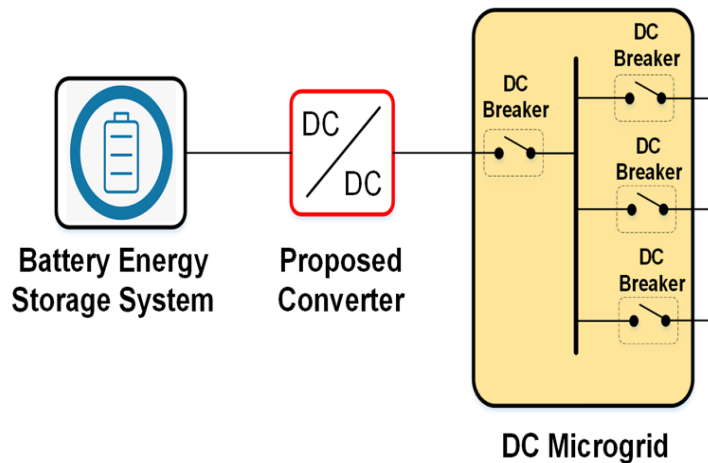 DC
Breaker
DC
Breaker
DC
DC
DC
Breaker
DC
Breaker
Battery Energy
Storage System
Proposed
Converter
DC Microgrid